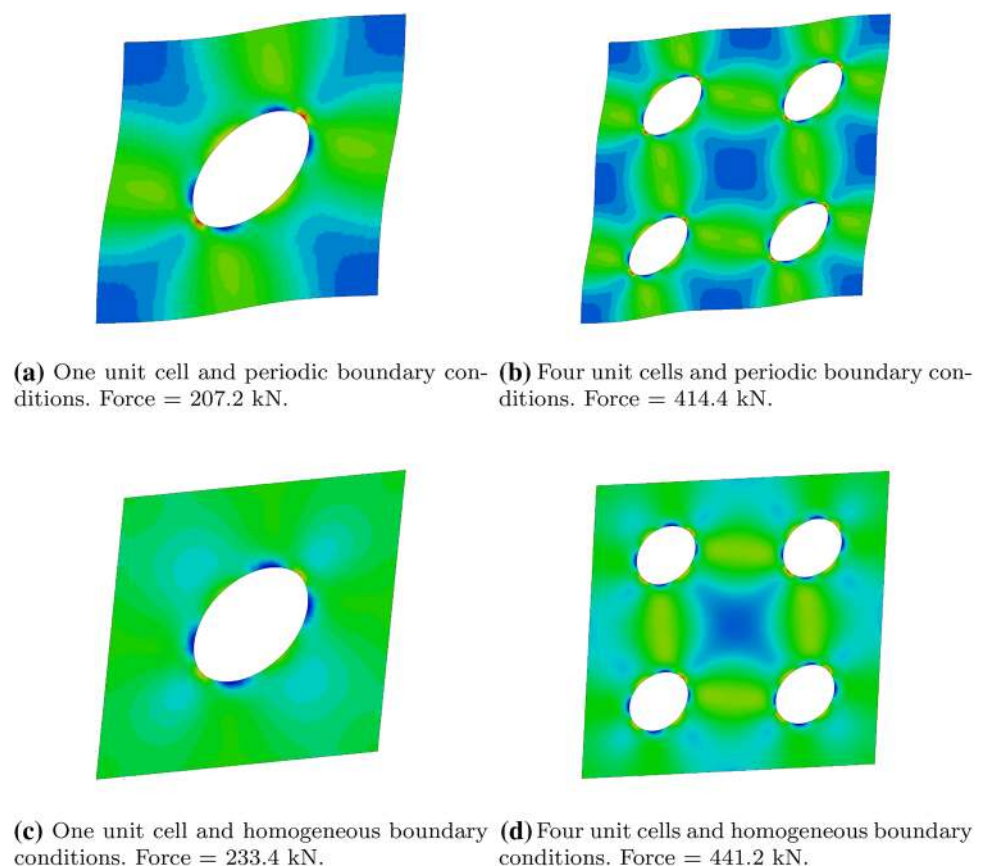 (a) One unit cell and periodic boundary con-
ditions. Force = 207.2 kN.
(b) Four unit cells and periodic boundary con-
ditions. Force = 414.4 kN.
(c) One unit cell and homogeneous boundary
conditions. Force = 233.4 kN.
(d) Four unit cells and homogeneous boundary
conditions. Force = 441.2 kN.